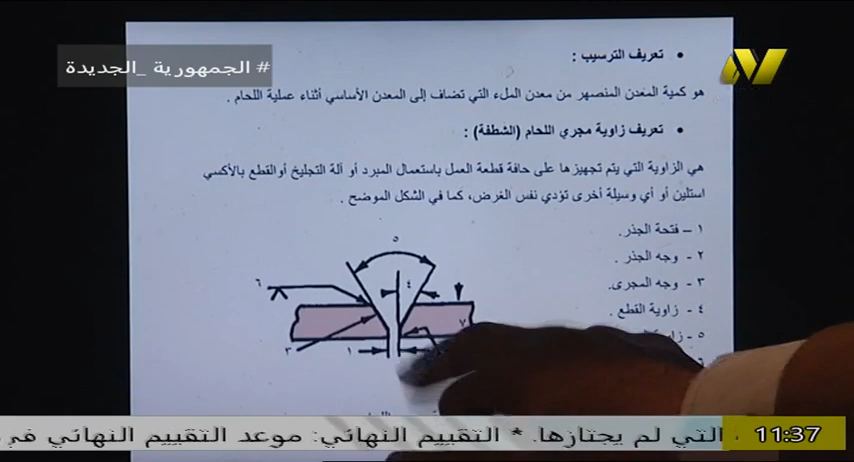 # الجمهورية _الجديدة
• تعريف الترسيب :
هو كمية المعدن المنصهر من معدن الملء التي تضاف إلى المعدن الأساسي أثناء عملية اللحام .
• تعريف زاوية مجري اللحام (الشطفة) :
هي الزاوية التي يتم تجهيزها على حافة قطعة العمل باستعمال المبرد أو ألة التجليخ أوالقطع بالأكسي
استلين أو أي وسيلة أخرى تؤدي نفس الغرض، كما في الشكل الموضح .
١ – فتحة الجذر.
٢ - وجه الجذر .
٣ - وجه المجرى.
٤ - زاوية القطع .
٥ -
٥
٦
٤
٧
٣
١
التي لم يجتازها. * التقييم النهائي: موعد التقييم النهائي في
11:37